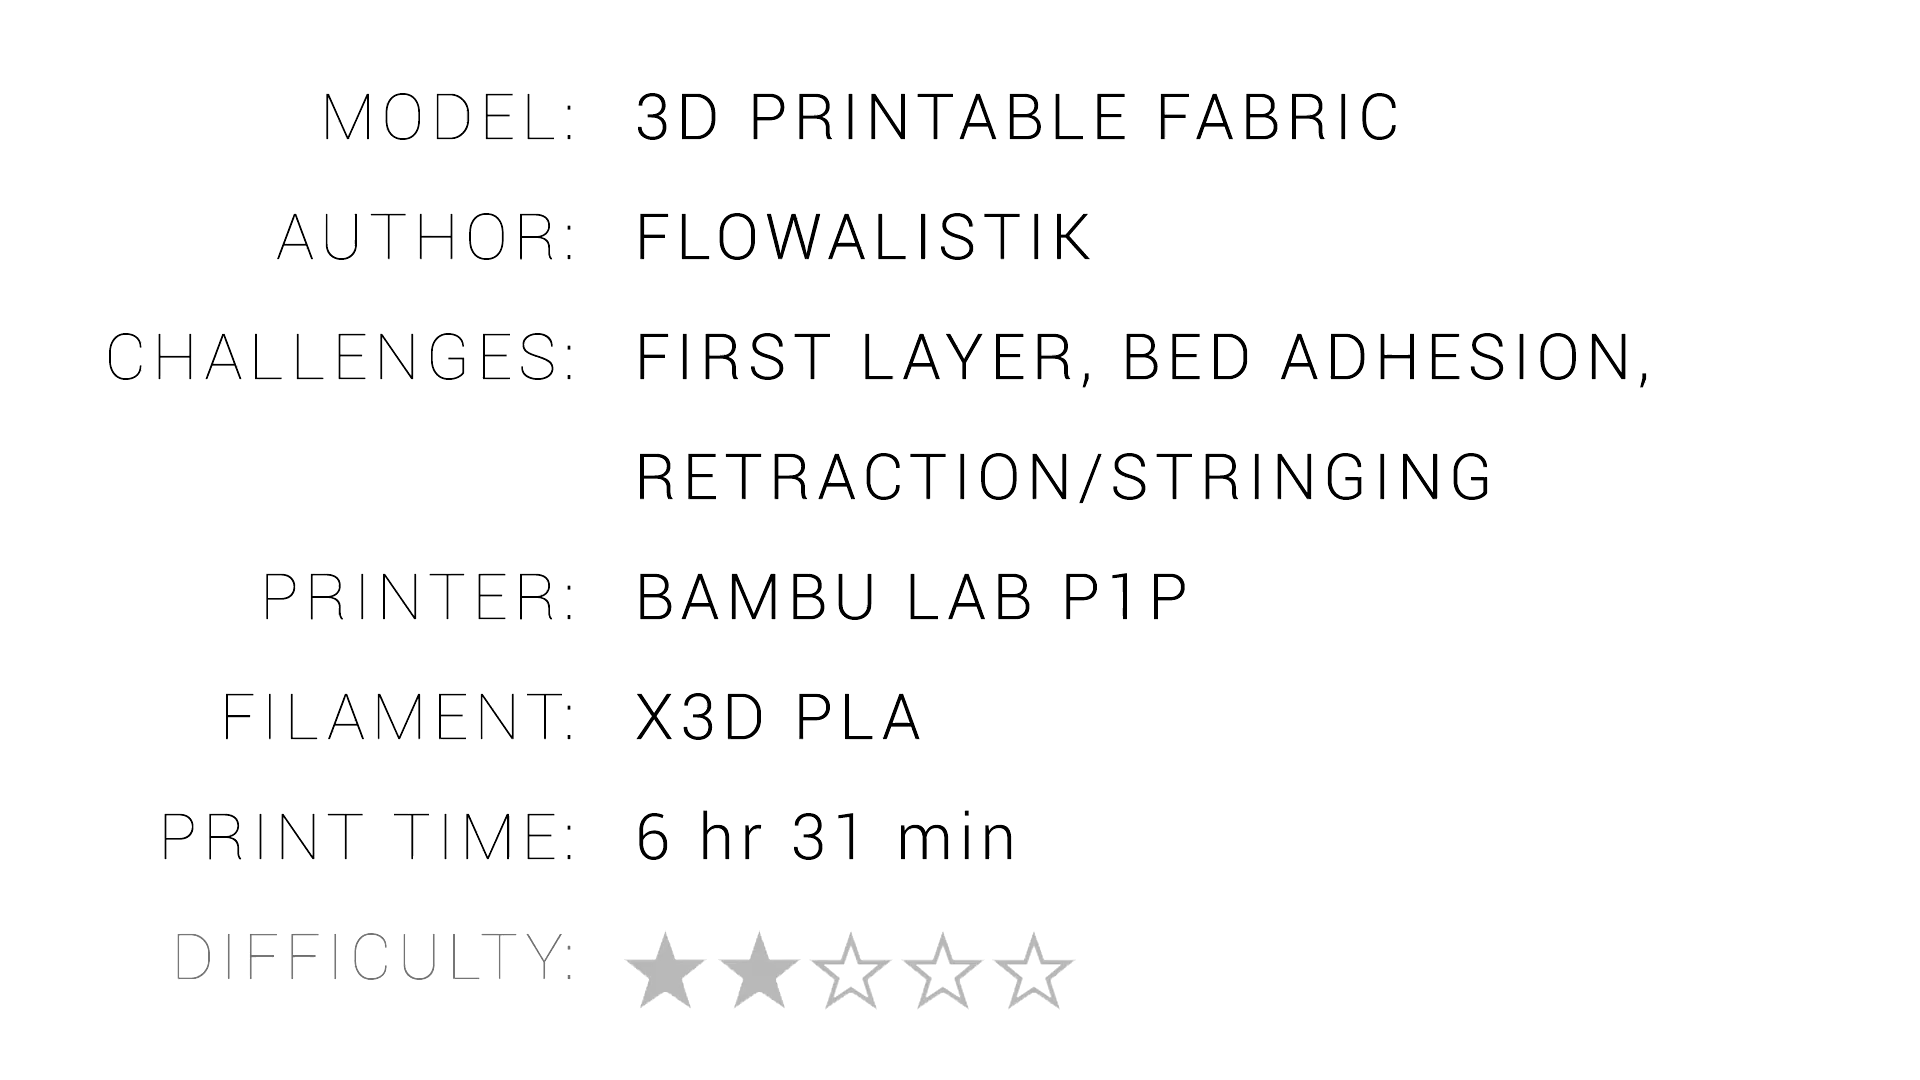 MODEL: 3D PRINTABLE FABRIC
AUTHOR: FLOWALISTIK
CHALLENGES: FIRST LAYER, BED ADHESION,
RETRACTION/STRINGING
PRINTER: BAMBU LAB P1P
FILAMENT: X3D PLA
PRINT TIME: 6 hr 31 min
DIFFICULTY: ★★☆☆☆